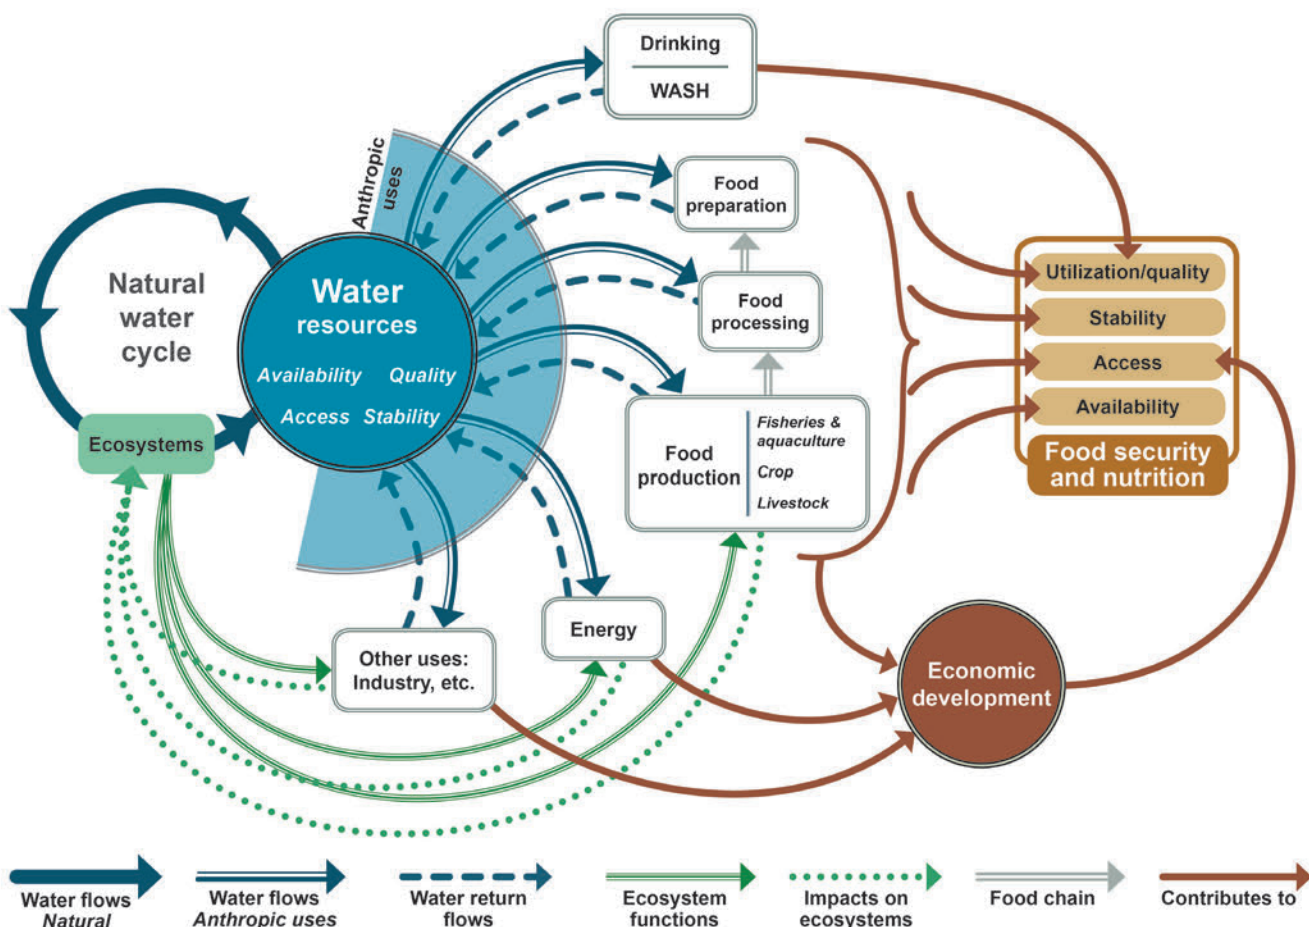 Drinking
WASH
Anthropic
uses
Food
preparation
Natural
water
cycle
Water
resources
Availability Quality
Access Stability
Food
processing
Utilization/quality
Stability
Access
Availability
Food security
and nutrition
Ecosystems
Food
production
Fisheries &
aquaculture
Crop
Livestock
Energy
Other uses:
Industry, etc.
Economic
development
Water flows
Natural
Water flows
Anthropic uses
Water return
flows
Ecosystem
functions
Impacts on
ecosystems
Food chain
Contributes to